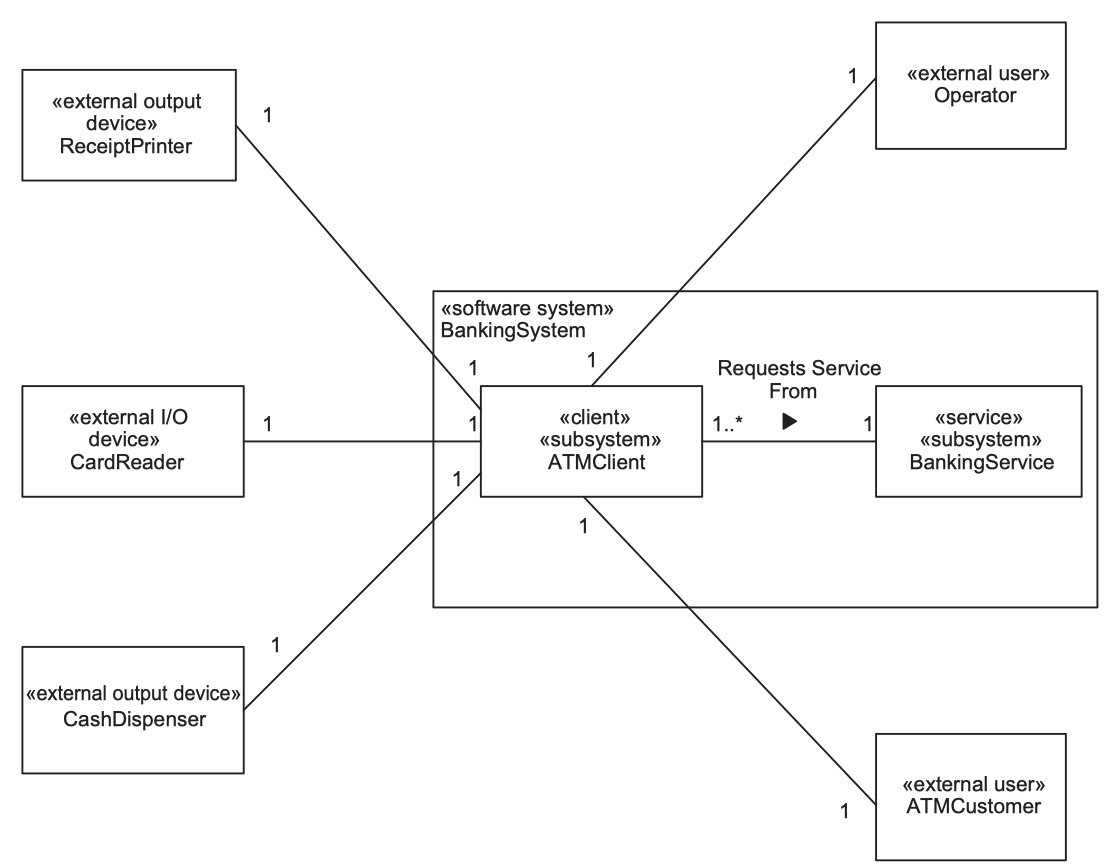 «external output
device»
ReceiptPrinter
1
«external user»
Operator
1
«software system»
BankingSystem
1
1
Requests Service
From
«external I/O
device»
CardReader
1
1
«client»
«subsystem»
ATMClient
1..*
1
«service»
«subsystem»
BankingService
1
1
1
«external output device»
CashDispenser
«external user»
ATMCustomer
1